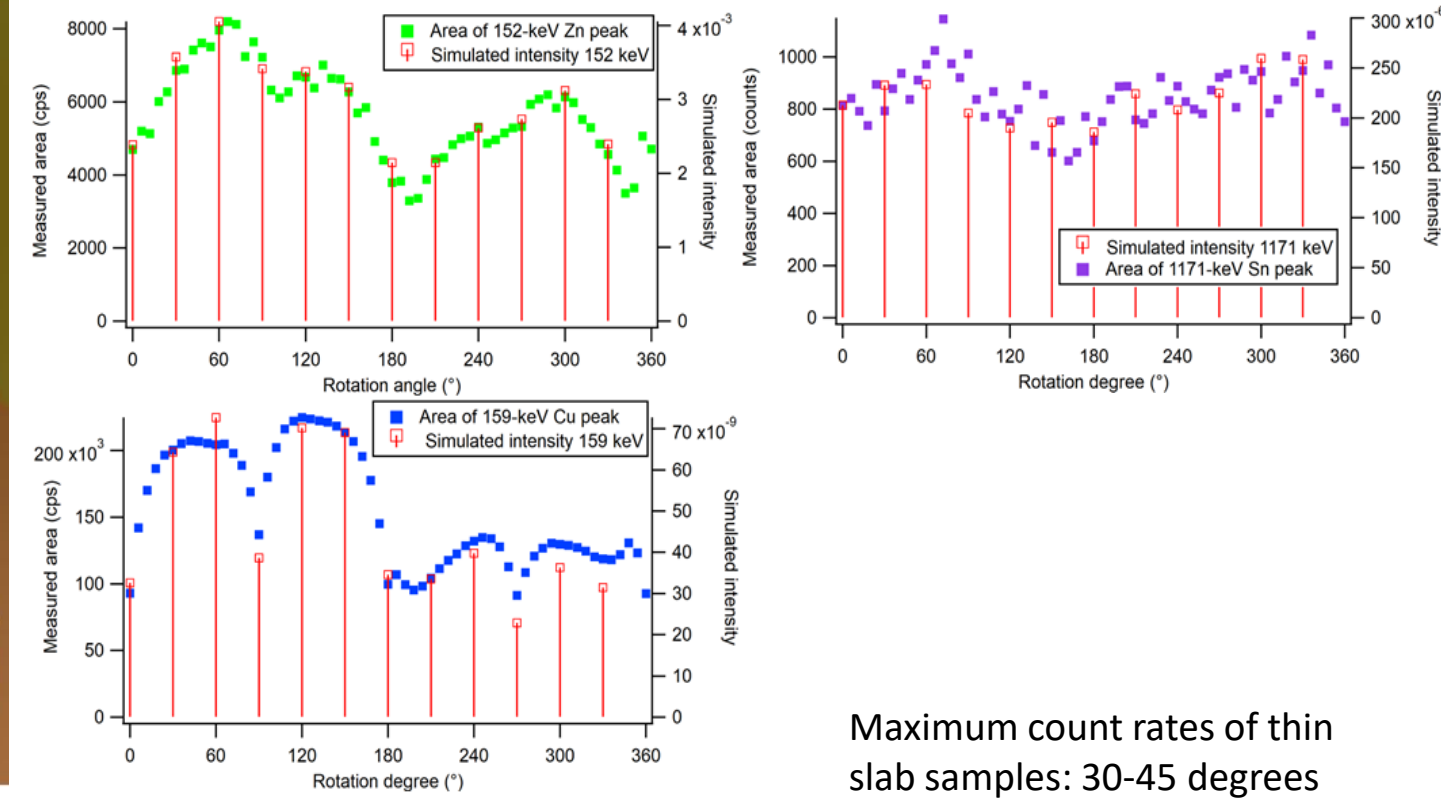 8000
6000
4000
2000
0
Measured area (cps)
Area of 152-keV Zn peak
Simulated intensity 152 keV
4 x10-3
3
2
1
0
Simulated intensity
0 60 120 180 240 300 360
Rotation angle (°)
1000
800
600
400
200
0
Measured area (counts)
Simulated intensity 1171 keV
Area of 1171-keV Sn peak
300 x10-6
250
200
150
100
50
0
Simulated intensity
0 60 120 180 240 300 360
Rotation degree (°)
200 x10³
150
100
50
0
Measured area (cps)
Area of 159-keV Cu peak
Simulated intensity 159 keV
70 x10-9
60
50
40
30
20
10
0
Simulated intensity
0 60 120 180 240 300 360
Rotation degree (°)
Maximum count rates of thin
slab samples: 30-45 degrees